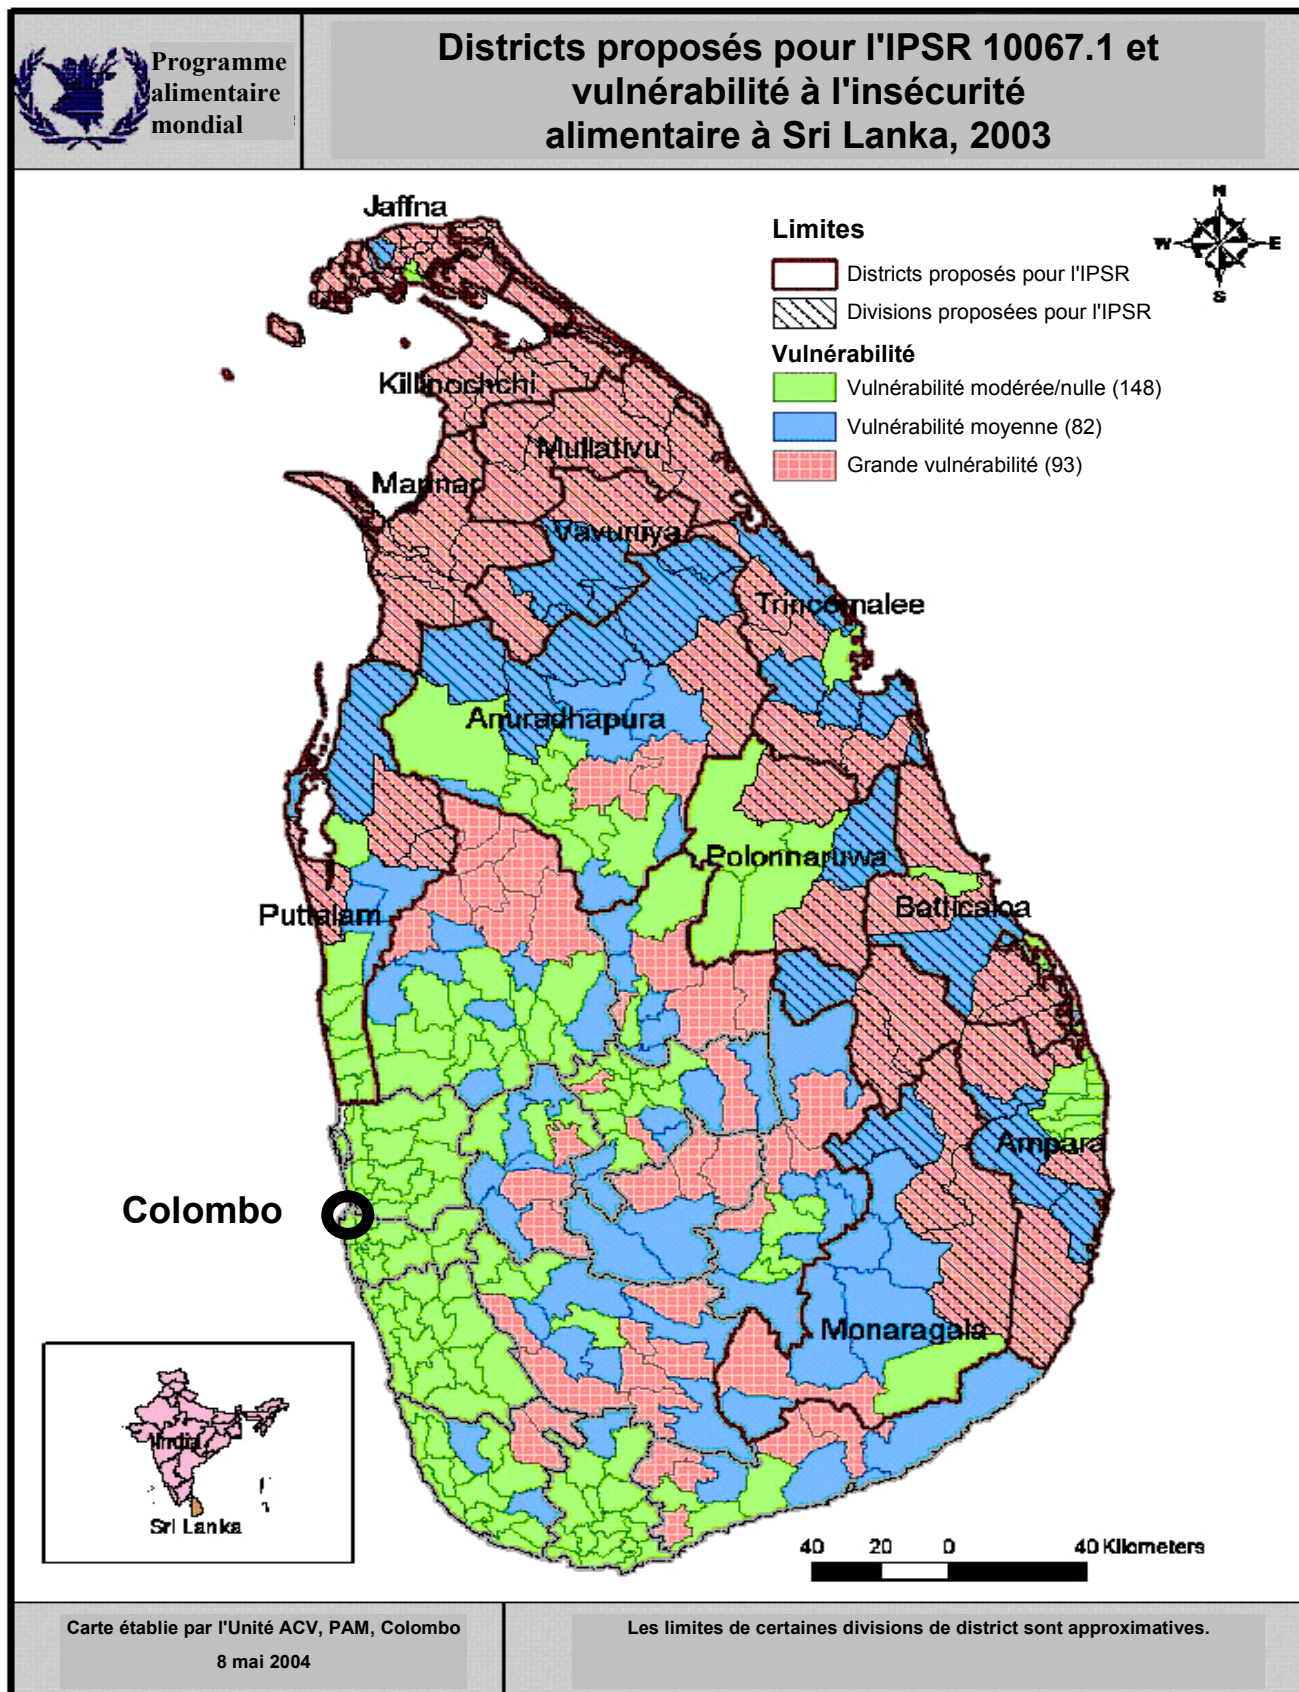 Programme
alimentaire
mondial
Districts proposés pour l'IPSR 10067.1 et
vulnérabilité à l'insécurité
alimentaire à Sri Lanka, 2003
N
W
E
S
Limites
Districts proposés pour l'IPSR
Divisions proposées pour l'IPSR
Vulnérabilité
Vulnérabilité modérée/nulle (148)
Vulnérabilité moyenne (82)
Grande vulnérabilité (93)
Jaffna
Killinochchi
Mullativu
Mannar
Vavuniya
Trincomalee
Anuradhapura
Polonnaruwa
Puttalam
Batticaloa
Ampara
Colombo
Monaragala
India
Sri Lanka
40 20 0 40 Kilometers
Carte établie par l'Unité ACV, PAM, Colombo
8 mai 2004
Les limites de certaines divisions de district sont approximatives.